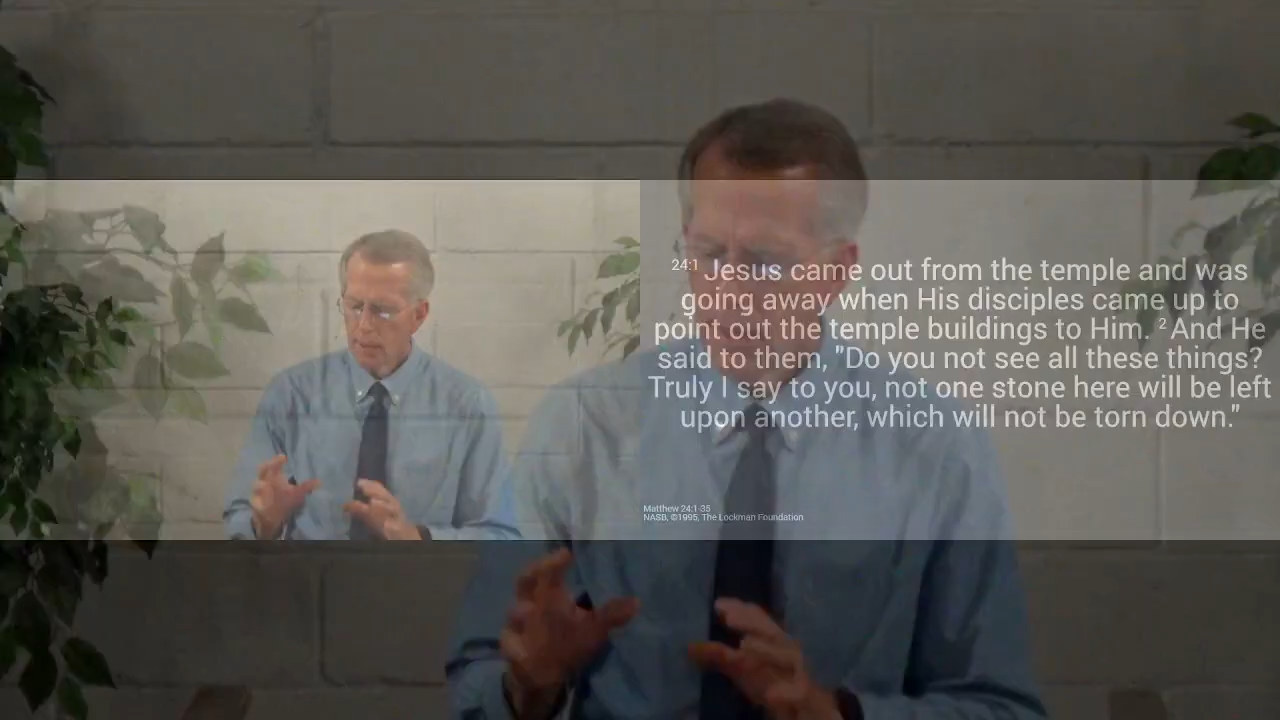 24:1 Jesus came out from the temple and was
going away when His disciples came up to
point out the temple buildings to Him. 2 And He
said to them, "Do you not see all these things?
Truly I say to you, not one stone here will be left
upon another, which will not be torn down."
Matthew 24:1-35
NASB, ©1995, The Lockman Foundation